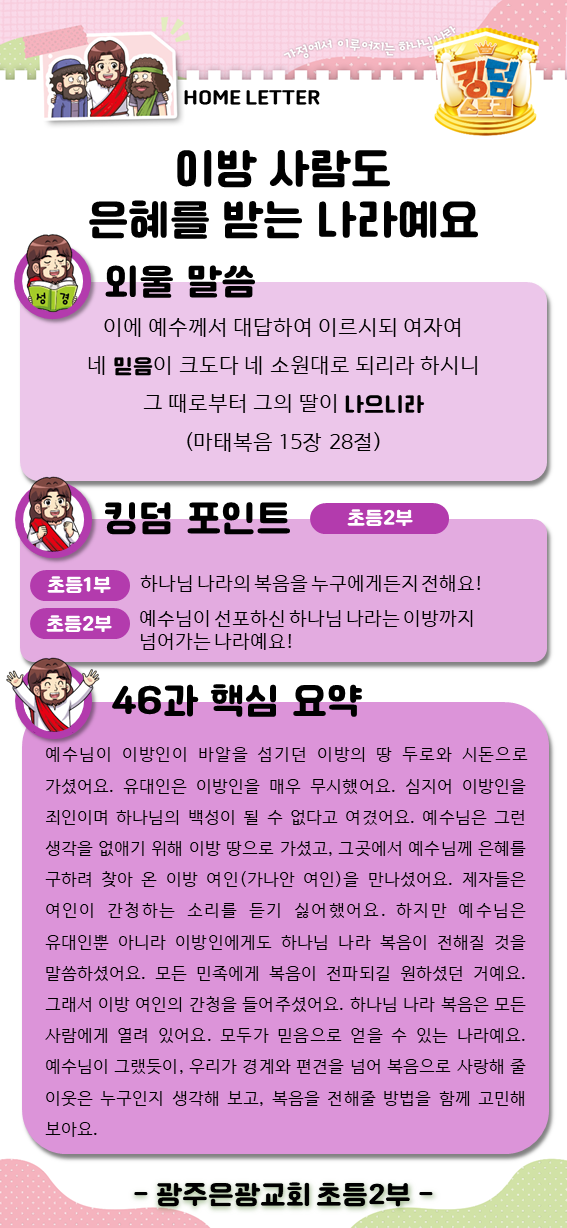 가정에서 이루어지는 하나님 나라
HOME LETTER
킹덤
스토리
이방 사람도
은혜를 받는 나라예요
성 경
외울 말씀
이에 예수께서 대답하여 이르시되 여자여
네 믿음이 크도다 네 소원대로 되리라 하시니
그 때로부터 그의 딸이 나으니라
(마태복음 15장 28절)
킹덤 포인트
초등2부
초등1부 하나님 나라의 복음을 누구에게든지 전해요!
초등2부 예수님이 선포하신 하나님 나라는 이방까지
넘어가는 나라예요!
46과 핵심 요약
예수님이 이방인이 바알을 섬기던 이방의 땅 두로와 시돈으로
가셨어요. 유대인은 이방인을 매우 무시했어요. 심지어 이방인을
죄인이며 하나님의 백성이 될 수 없다고 여겼어요. 예수님은 그런
생각을 없애기 위해 이방 땅으로 가셨고, 그곳에서 예수님께 은혜를
구하려 찾아 온 이방 여인(가나안 여인)을 만나셨어요. 제자들은
여인이 간청하는 소리를 듣기 싫어했어요. 하지만 예수님은
유대인뿐 아니라 이방인에게도 하나님 나라 복음이 전해질 것을
말씀하셨어요. 모든 민족에게 복음이 전파되길 원하셨던 거예요.
그래서 이방 여인의 간청을 들어주셨어요. 하나님 나라 복음은 모든
사람에게 열려 있어요. 모두가 믿음으로 얻을 수 있는 나라예요.
예수님이 그랬듯이, 우리가 경계와 편견을 넘어 복음으로 사랑해 줄
이웃은 누구인지 생각해 보고, 복음을 전해줄 방법을 함께 고민해
보아요.
- 광주은광교회 초등2부 -